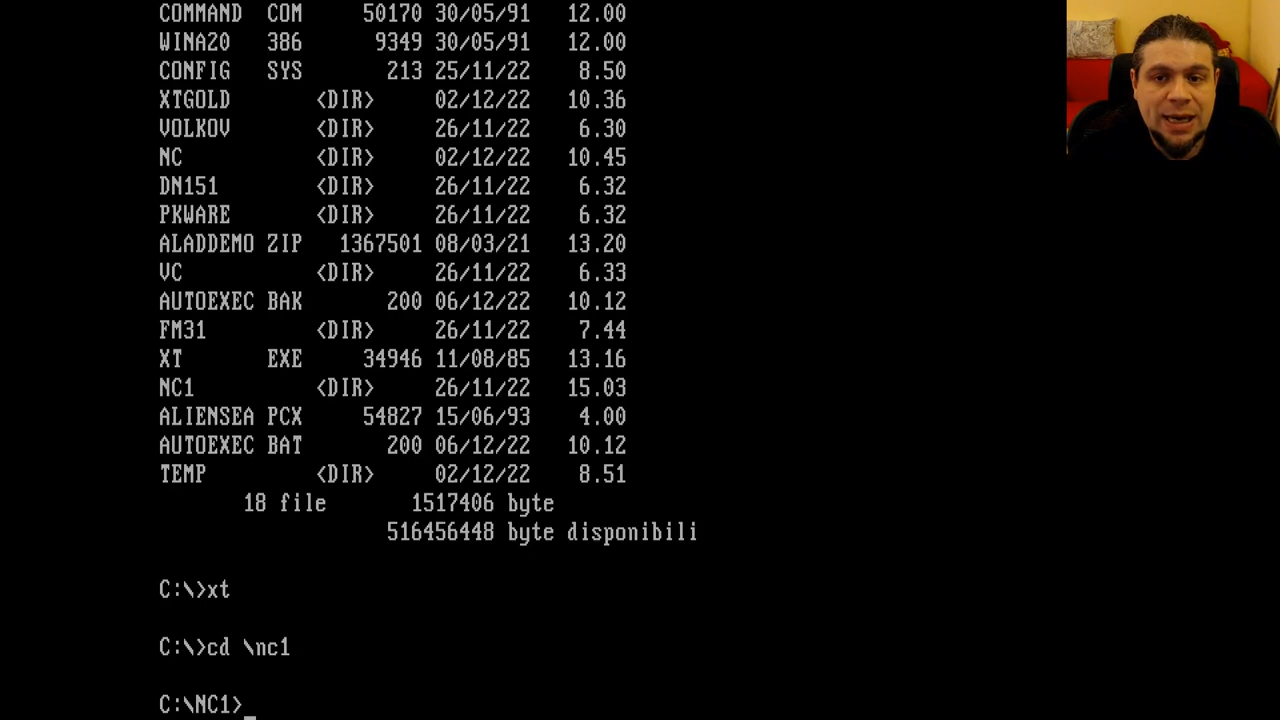 COMMAND COM 50170 30/05/91 12.00
WINA20 386 9349 30/05/91 12.00
CONFIG SYS 213 25/11/22 8.50
XTGOLD <DIR> 02/12/22 10.36
VOLKOV <DIR> 26/11/22 6.30
NC <DIR> 02/12/22 10.45
DN151 <DIR> 26/11/22 6.32
PKWARE <DIR> 26/11/22 6.32
ALADDEMO ZIP 1367501 08/03/21 13.20
VC <DIR> 26/11/22 6.33
AUTOEXEC BAK 200 06/12/22 10.12
FM31 <DIR> 26/11/22 7.44
XT EXE 34946 11/08/85 13.16
NC1 <DIR> 26/11/22 15.03
ALIENSEA PCX 54827 15/06/93 4.00
AUTOEXEC BAT 200 06/12/22 10.12
TEMP <DIR> 02/12/22 8.51
18 file 1517406 byte
516456448 byte disponibili
C:\>xt
C:\>cd \nc1
C:\NC1>_